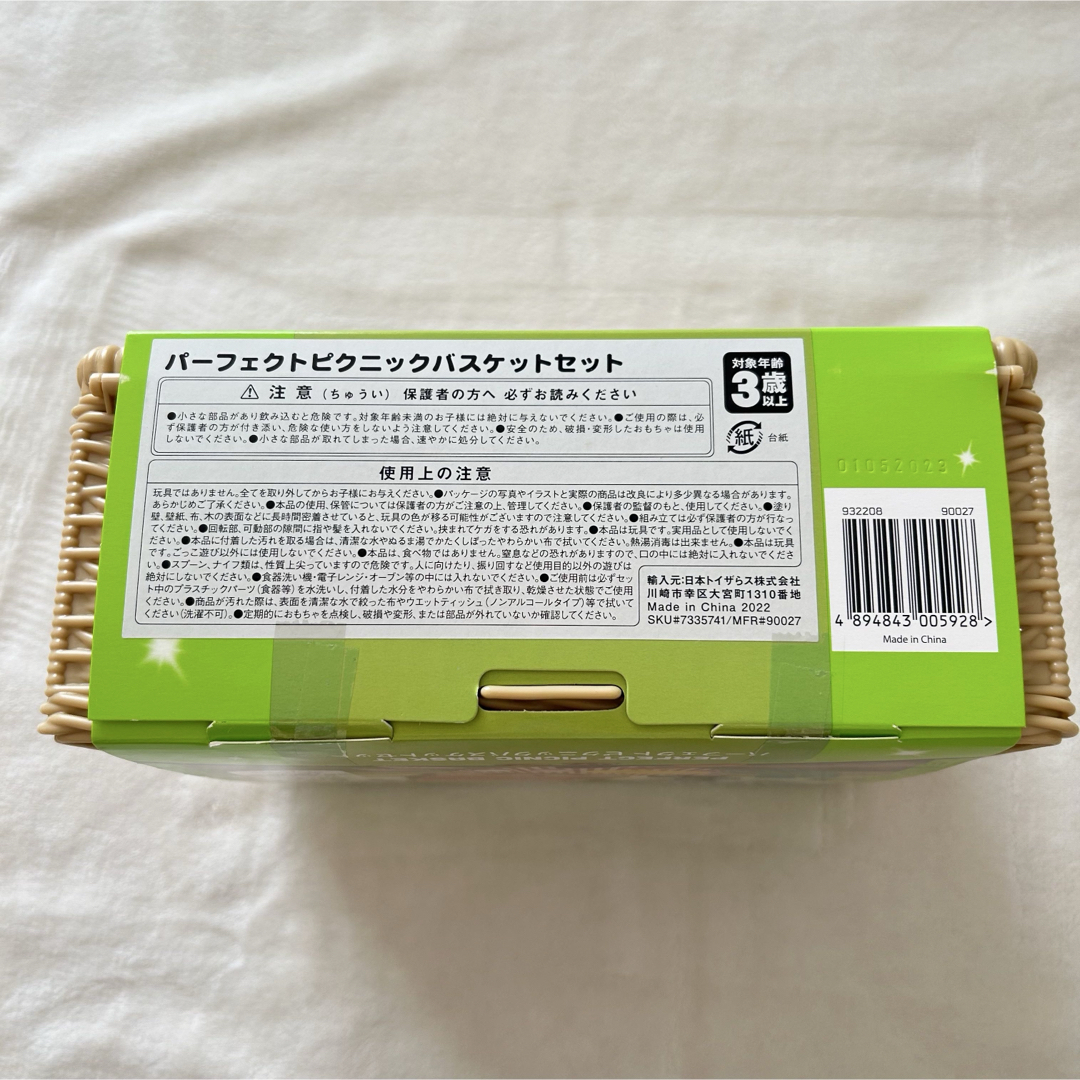 パーフェクトピクニックバスケットセット
対象年齢
3歳
以上
注意（ちゅうい） 保護者の方へ 必ずお読みください
●小さな部品があり飲み込むと危険です。対象年齢未満のお子様には絶対に与えないでください。●ご使用の際は、必
ず保護者の方が付き添い、危険な使い方をしないよう注意してください。●安全のため、破損・変形したおもちゃは使用
しないでください。●小さな部品が取れてしまった場合、速やかに処分してください。
紙 台紙
使用上の注意
玩具ではありません。全てを取り外してからお子様にお与えください。●パッケージの写真やイラストと実際の商品は改良により多少異なる場合があります。
あらかじめご了承ください。●本品の使用、保管については保護者の方がご注意の上、管理してください。●保護者の監督のもと、使用してください。●塗り
壁、壁紙、布、木の表面などに長時間密着させていると、玩具の色が移る可能性がございますので注意してください。●組み立ては必ず保護者の方が行なっ
てください。●回転部、可動部の隙間に指や髪を入れないでください。挟まれてケガをする恐れがあります。●本品は玩具です。実用品として使用しないでく
ださい。●本品に付着した汚れを取る場合は、清潔な水やぬるま湯でかたくしぼったやわらかい布で拭いてください。熱湯消毒は出来ません。●本品は玩具
です。ごっこ遊び以外には使用しないでください。●本品は、食べ物ではありません。窒息などの恐れがありますので、口の中には絶対に入れないでくださ
い。●スプーン、ナイフ類は、性質上尖っていますので危険です。人に向けたり、振り回すなど使用目的以外の遊びは
絶対にしないでください。●食器洗い機・電子レンジ・オーブン等の中には入れないでください。●ご使用前は必ずセッ
ト中のプラスチックパーツ（食器等）を水洗いし、付着した水分をやわらかい布で拭き取り、乾燥させた状態でご使用
ください。●商品が汚れた際は、表面を清潔な水で絞った布やウエットティッシュ（ノンアルコールタイプ）等で拭いて
ください（洗濯不可）。●定期的におもちゃを点検し、破損や変形、または部品が外れていないか確認してください。
輸入元:日本トイザらス株式会社
川崎市幸区大宮町1310番地
Made in China 2022
SKU#7335741/MFR#90027
01052023
932208 90027
4 894843 005928 >
Made in China
PERFECT PICNIC BASKET
パーフェクトピクニックバスケットセット